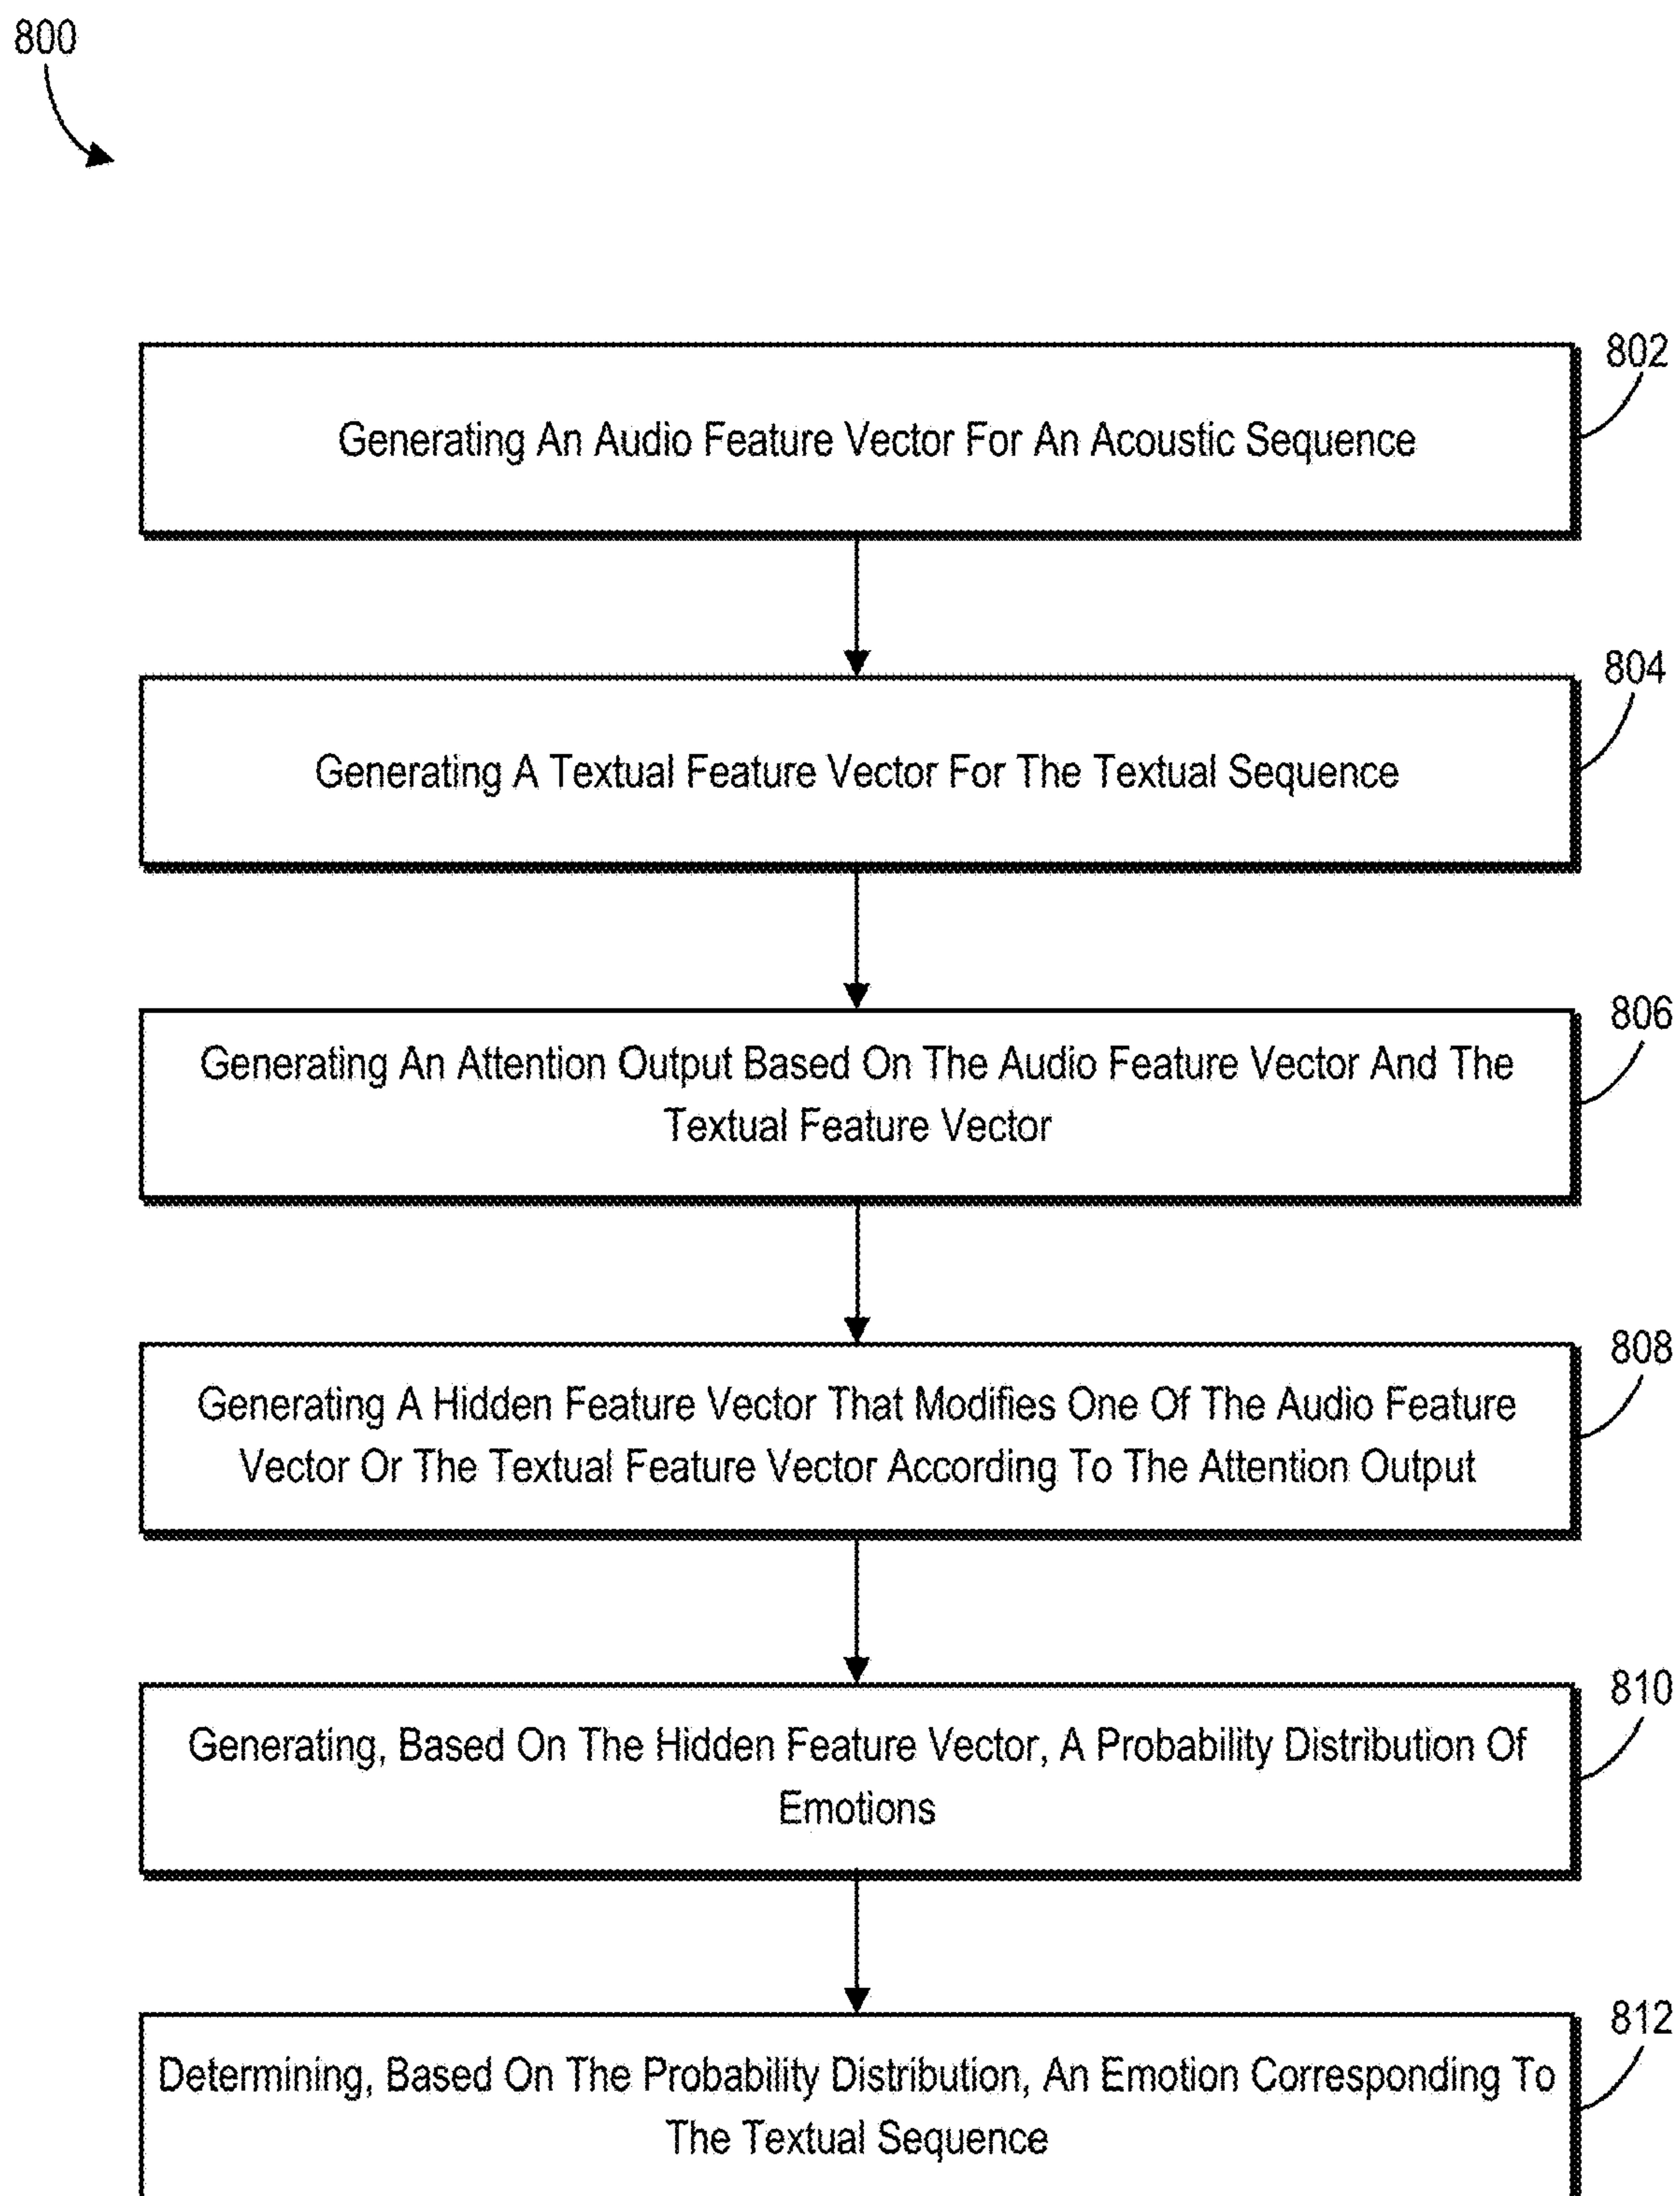 800
802
Generating An Audio Feature Vector For An Acoustic Sequence
804
Generating A Textual Feature Vector For The Textual Sequence
806
Generating An Attention Output Based On The Audio Feature Vector And The
Textual Feature Vector
808
Generating A Hidden Feature Vector That Modifies One Of The Audio Feature
Vector Or The Textual Feature Vector According To The Attention Output
810
Generating, Based On The Hidden Feature Vector, A Probability Distribution Of
Emotions
812
Determining, Based On The Probability Distribution, An Emotion Corresponding To
The Textual Sequence